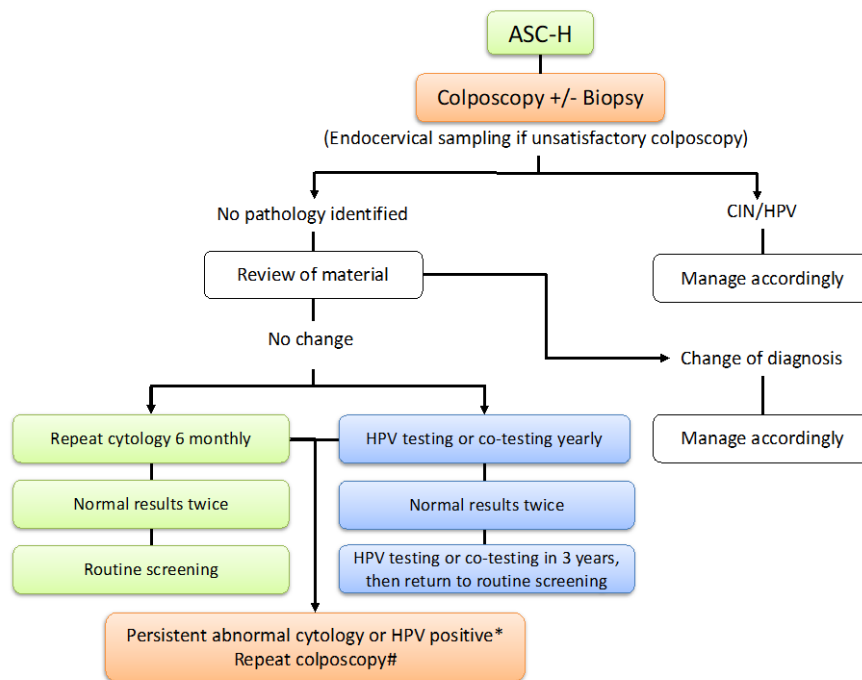 ASC-H
Colposcopy +/- Biopsy
(Endocervical sampling if unsatisfactory colposcopy)
No pathology identified
CIN/HPV
Review of material
Manage accordingly
No change
Change of diagnosis
Manage accordingly
Repeat cytology 6 monthly
HPV testing or co-testing yearly
Normal results twice
Normal results twice
Routine screening
HPV testing or co-testing in 3 years,
then return to routine screening
Persistent abnormal cytology or HPV positive*
Repeat colposcopy#